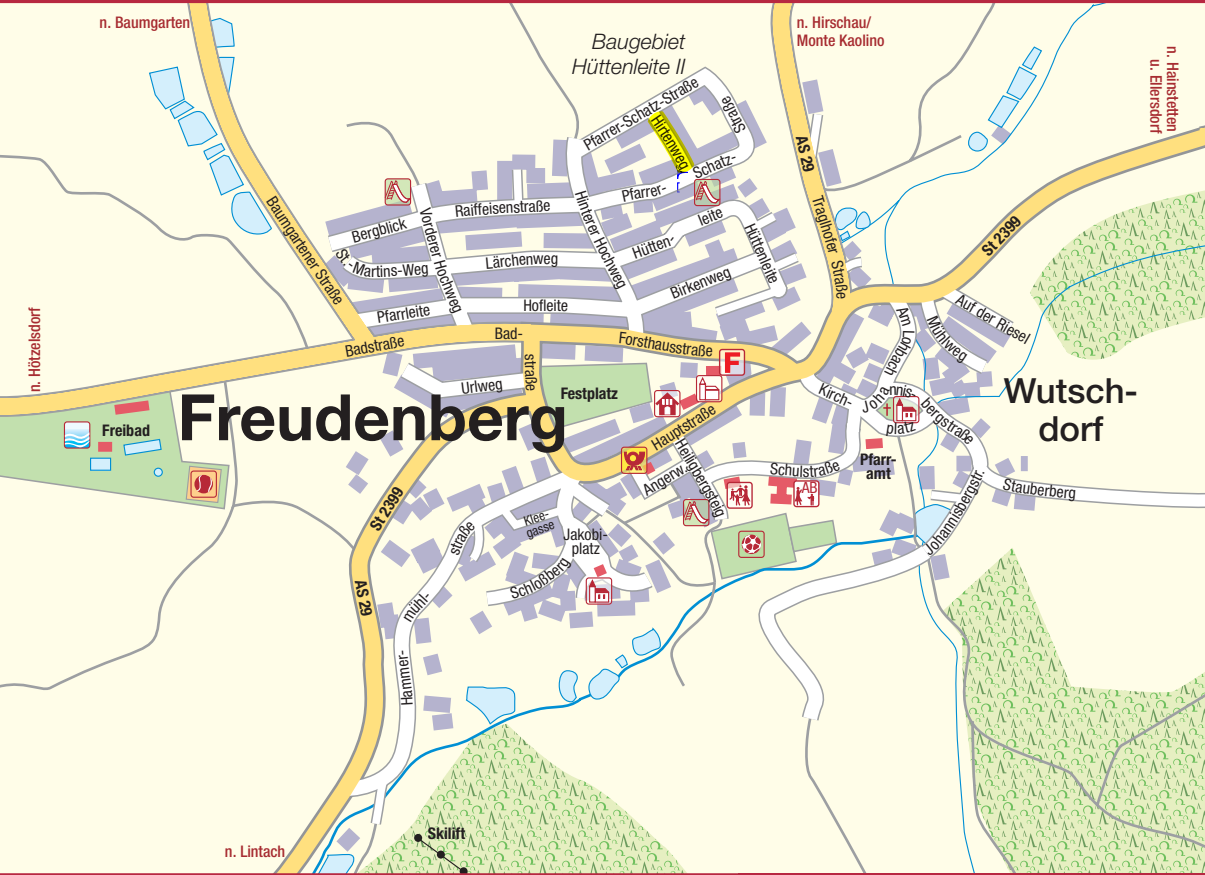 n. Baumgarten
n. Hirschau/
Monte Kaolino
n. Hainstetten
u. Ellersdorf
Baugebiet
Hüttenleite II
Pfarrer-Schatz-Straße
Straße
Hirtenweg
Schatz-
Pfarrer-
AS 29
Traglhofer Straße
St 2399
Baumgartener Straße
Bergblick
Raiffeisenstraße
Vorderer Hochweg
Hinterer Hochweg
St.-Martins-Weg
Lärchenweg
Hütten-
leite
Hüttenleite
Birkenweg
Pfarrleite
Hofleite
Badstraße
Bad-
straße
Forsthausstraße
F
Am Lohbach
Mühlweg
Auf der Riesel
n. Hötzelsdorf
Urlweg
Festplatz
Freudenberg
Freibad
Hauptstraße
Kirch-
Johannis-
platz
bergstraße
Wutsch-
dorf
Pfarr-
amt
Angerw.
Heiligbergsteig
Schulstraße
AB
Stauberberg
Johannisbergstr.
St 2399
AS 29
Klee-
gasse
Jakobi-
platz
Schloßberg
straße
mühl-
Hammer-
Skilift
n. Lintach